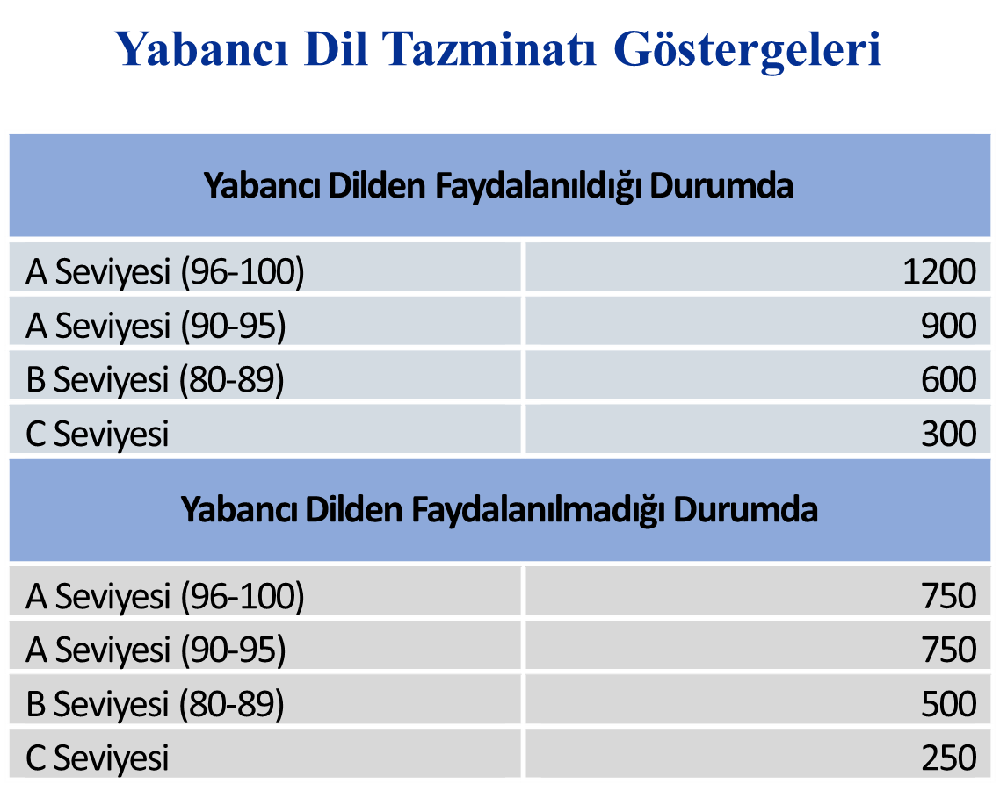 Yabancı Dil Tazminatı Göstergeleri
Yabancı Dilden Faydalanıldığı Durumda
A Seviyesi (96-100) 1200
A Seviyesi (90-95) 900
B Seviyesi (80-89) 600
C Seviyesi 300
Yabancı Dilden Faydalanılmadığı Durumda
A Seviyesi (96-100) 750
A Seviyesi (90-95) 750
B Seviyesi (80-89) 500
C Seviyesi 250